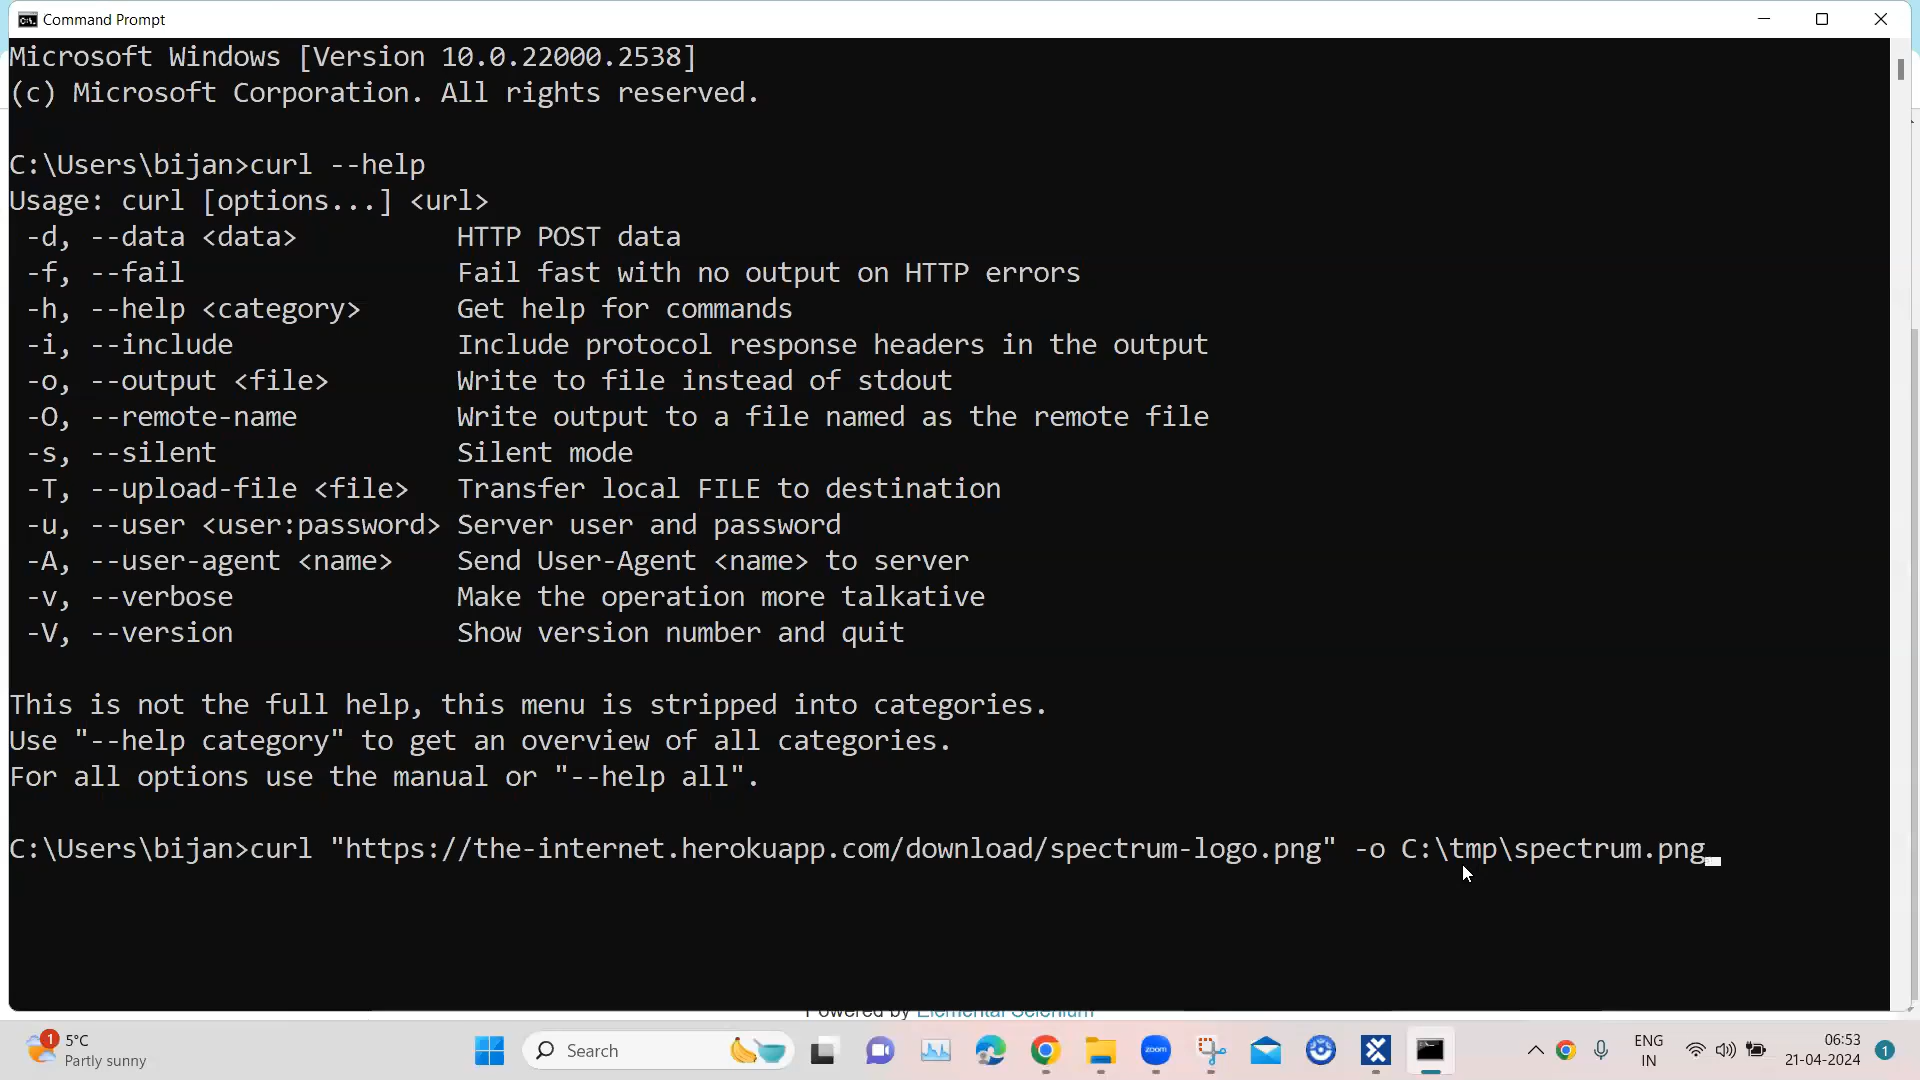 Command Prompt
Microsoft Windows [Version 10.0.22000.2538]
(c) Microsoft Corporation. All rights reserved.
C:\Users\bijan>curl --help
Usage: curl [options...] <url>
-d, --data <data> HTTP POST data
-f, --fail Fail fast with no output on HTTP errors
-h, --help <category> Get help for commands
-i, --include Include protocol response headers in the output
-o, --output <file> Write to file instead of stdout
-O, --remote-name Write output to a file named as the remote file
-s, --silent Silent mode
-T, --upload-file <file> Transfer local FILE to destination
-u, --user <user:password> Server user and password
-A, --user-agent <name> Send User-Agent <name> to server
-v, --verbose Make the operation more talkative
-V, --version Show version number and quit
This is not the full help, this menu is stripped into categories.
Use "--help category" to get an overview of all categories.
For all options use the manual or "--help all".
C:\Users\bijan>curl "https://the-internet.herokuapp.com/download/spectrum-logo.png" -o C:\tmp\spectrum.png
Powered by Elemental Selenium
1
5°C
Partly sunny
Search
zoom
ENG
IN
06:53
21-04-2024
1